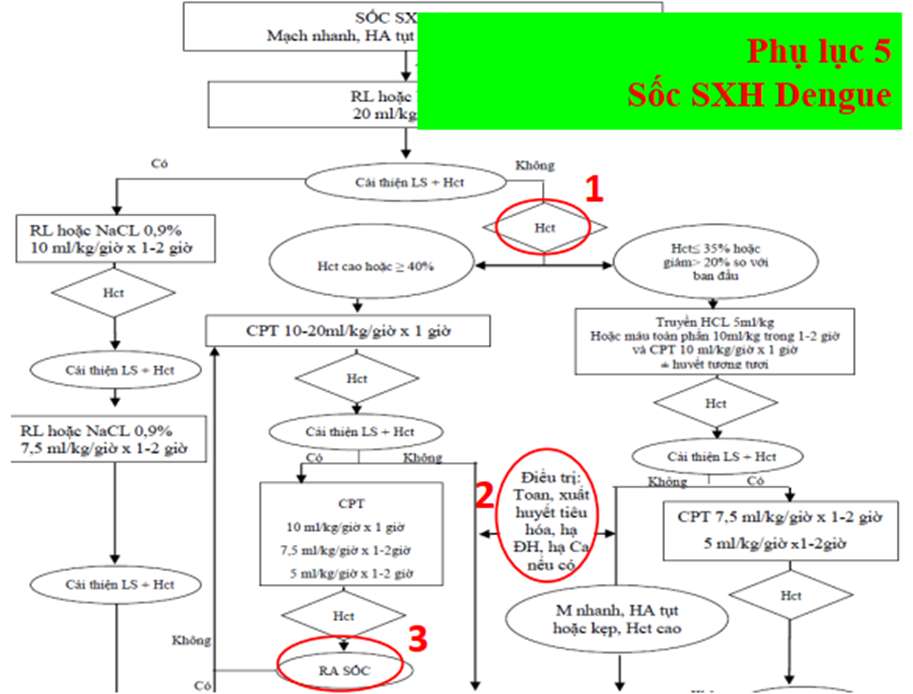 SỐC SX
Mạch nhanh, HA tụt
Phụ lục 5
Sốc SXH Dengue
RL hoặc
20 ml/kg
Có
Không
Cải thiện LS + Hct
1
Hct
RL hoặc NaCL 0,9%
10 ml/kg/giờ x 1-2 giờ
Hct cao hoặc ≥ 40%
Hct≤ 35% hoặc
giảm> 20% so với
ban đầu
Hct
CPT 10-20ml/kg/giờ x 1 giờ
Truyền HCL 5ml/kg
Hoặc máu toàn phần 10ml/kg trong 1-2 giờ
và CPT 10 ml/kg/giờ x 1 giờ
± huyết tương tươi
Cải thiện LS + Hct
Hct
Hct
RL hoặc NaCL 0,9%
7,5 ml/kg/giờ x 1-2 giờ
Cải thiện LS + Hct
Cải thiện LS + Hct
Có
Không
Không
Có
2
Điều trị:
Toan, xuất
huyết tiêu
hóa, hạ
ĐH, hạ Ca
nếu có
CPT
10 ml/kg/giờ x 1 giờ
7,5 ml/kg/giờ x 1-2giờ
5 ml/kg/giờ x 1-2 giờ
CPT 7,5 ml/kg/giờ x 1-2 giờ
5 ml/kg/giờ x1-2giờ
Cải thiện LS + Hct
Hct
M nhanh, HA tụt
hoặc kẹp, Hct cao
Hct
3
Không
RA SỐC
Có
Không
Có